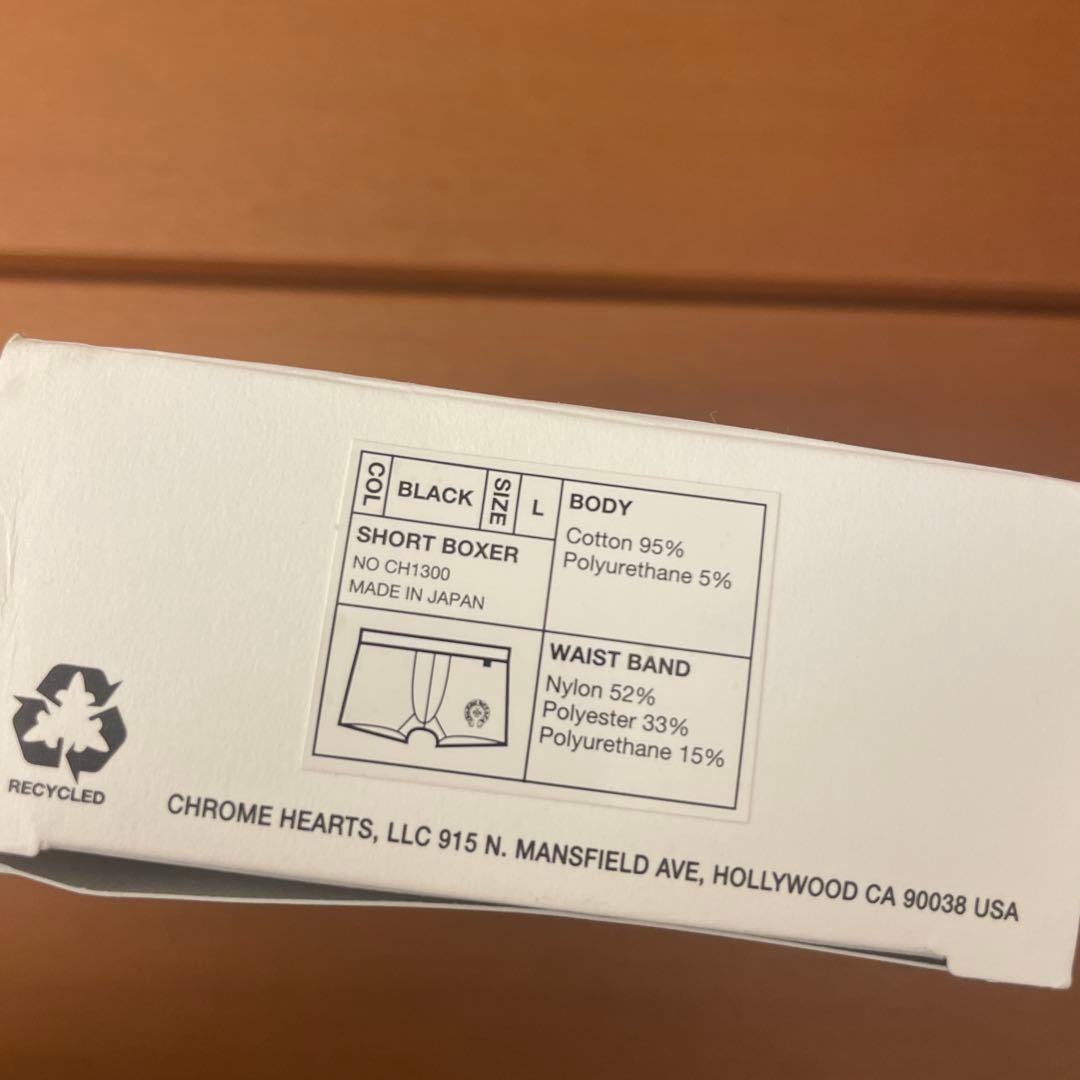 COL BLACK SIZE L
SHORT BOXER
NO CH1300
MADE IN JAPAN
BODY
Cotton 95%
Polyurethane 5%
WAIST BAND
Nylon 52%
Polyester 33%
Polyurethane 15%
RECYCLED
CHROME HEARTS, LLC 915 N. MANSFIELD AVE, HOLLYWOOD CA 90038 USA